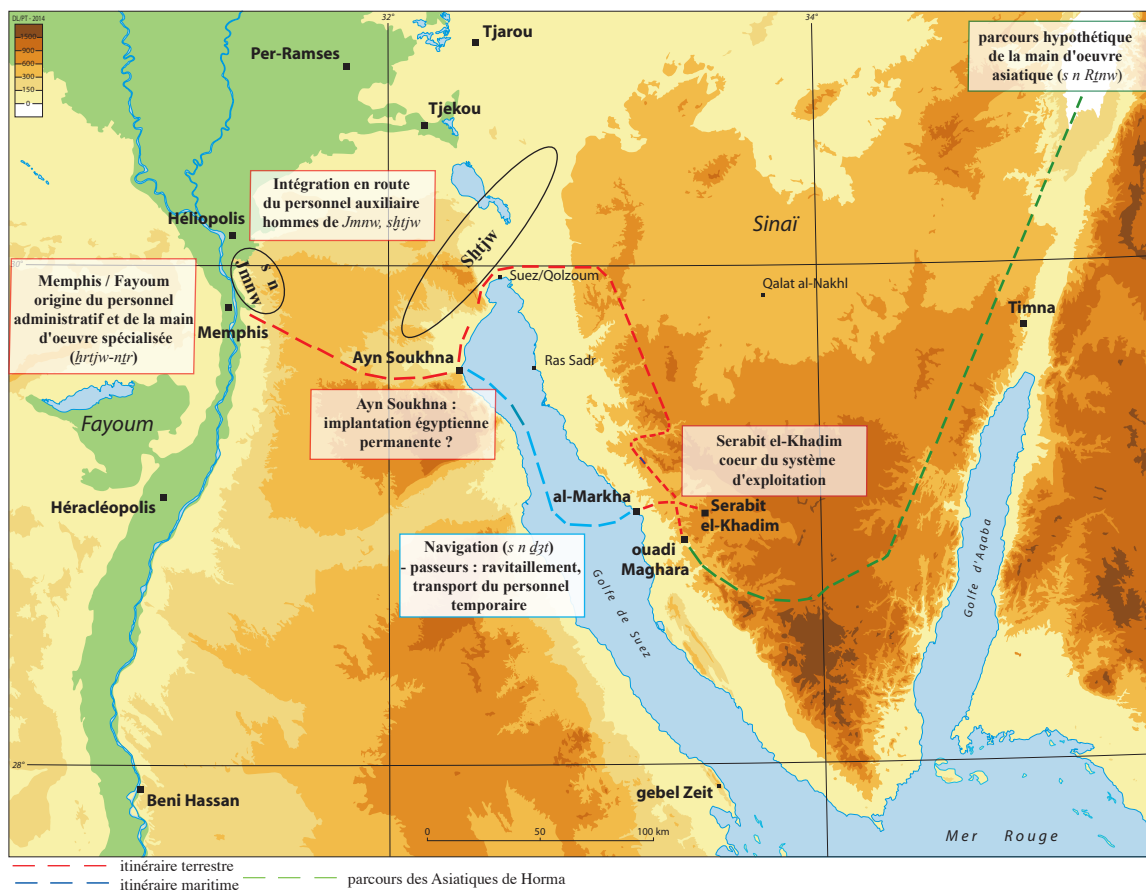 DL/PT - 2014
1500
900
600
300
150
0
32°
34°
Tjarou
Per-Ramses
Tjekou
parcours hypothétique
de la main d'oeuvre
asiatique (s n Rṯnw)
Intégration en route
du personnel auxiliaire
hommes de Jmnw, sḫtjw
Héliopolis
Sḫtjw
Sinaï
30°
s n
Jmnw
Suez/Qolzoum
Qalat al-Nakhl
Memphis / Fayoum
origine du personnel
administratif et de la main
d'oeuvre spécialisée
(ẖrtjw-nṯr)
Memphis
Timna
Ayn Soukhna
Ras Sadr
Ayn Soukhna :
implantation égyptienne
permanente ?
Fayoum
Serabit el-Khadim
coeur du système
d'exploitation
Héracléopolis
al-Markha
Serabit
el-Khadim
ouadi
Maghara
Navigation (s n ḏꜣt)
- passeurs : ravitaillement,
transport du personnel
temporaire
Golfe de Suez
Golfe d'Aqaba
28°
Beni Hassan
gebel Zeit
0 50 100 km
Mer Rouge
itinéraire terrestre
itinéraire maritime
parcours des Asiatiques de Horma